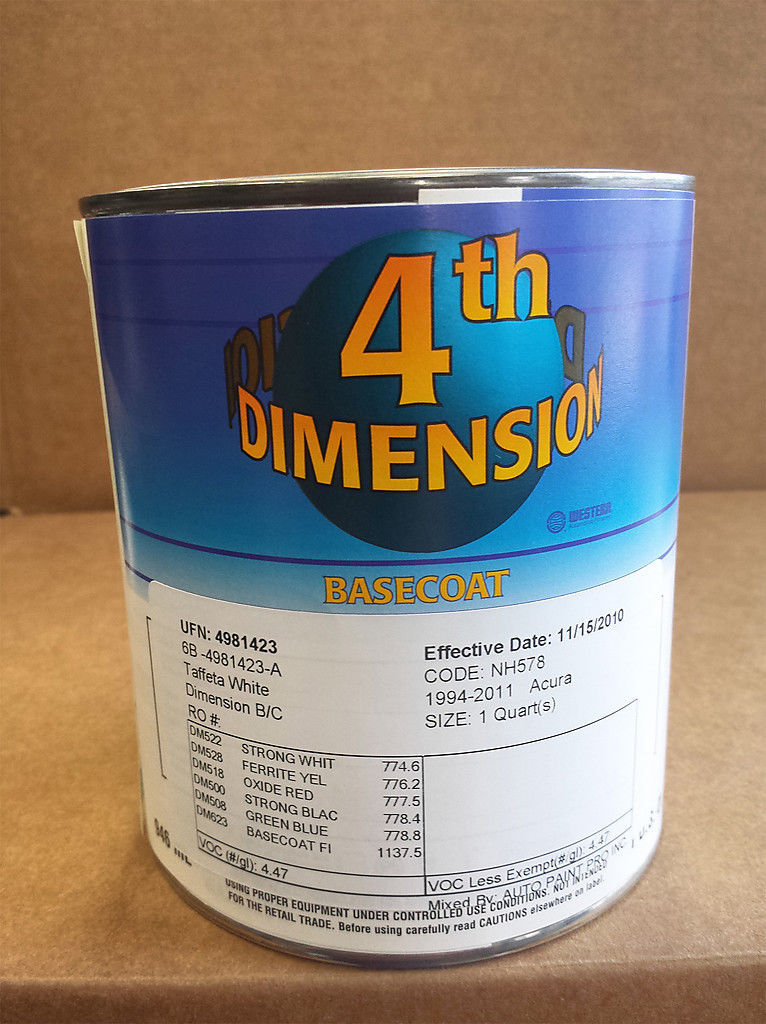 4th
DIMENSION
WESTERN
BASECOAT
UFN: 4981423
6B -4981423-A
Taffeta White
Dimension B/C
RO #:
Effective Date: 11/15/2010
CODE: NH578
1994-2011 Acura
SIZE: 1 Quart(s)
DM522 STRONG WHIT 774.6
DM528 FERRITE YEL 776.2
DM518 OXIDE RED 777.5
DM500 STRONG BLAC 778.4
DM508 GREEN BLUE 778.8
DM623 BASECOAT FI 1137.5
VOC (#/gl): 4.47
VOC Less Exempt(#/gl): 4.47
Mixed By: AUTO PAINT PRO INC.
946 mL
U.S.
USING PROPER EQUIPMENT UNDER CONTROLLED USE CONDITIONS. NOT INTENDED
FOR THE RETAIL TRADE. Before using carefully read CAUTIONS elsewhere on label.